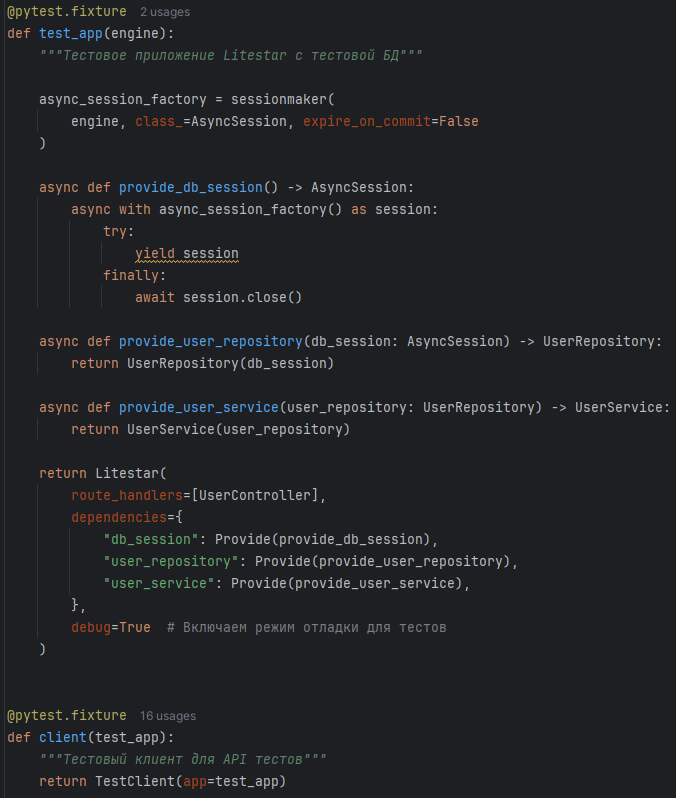 @pytest.fixture 2 usages
def test_app(engine):
    """Тестовое приложение Litestar с тестовой БД"""

    async_session_factory = sessionmaker(
        engine, class_=AsyncSession, expire_on_commit=False
    )

    async def provide_db_session() -> AsyncSession:
        async with async_session_factory() as session:
            try:
                yield session
            finally:
                await session.close()

    async def provide_user_repository(db_session: AsyncSession) -> UserRepository:
        return UserRepository(db_session)

    async def provide_user_service(user_repository: UserRepository) -> UserService:
        return UserService(user_repository)

    return Litestar(
        route_handlers=[UserController],
        dependencies={
            "db_session": Provide(provide_db_session),
            "user_repository": Provide(provide_user_repository),
            "user_service": Provide(provide_user_service),
        },
        debug=True  # Включаем режим отладки для тестов
    )


@pytest.fixture 16 usages
def client(test_app):
    """Тестовый клиент для API тестов"""
    return TestClient(app=test_app)